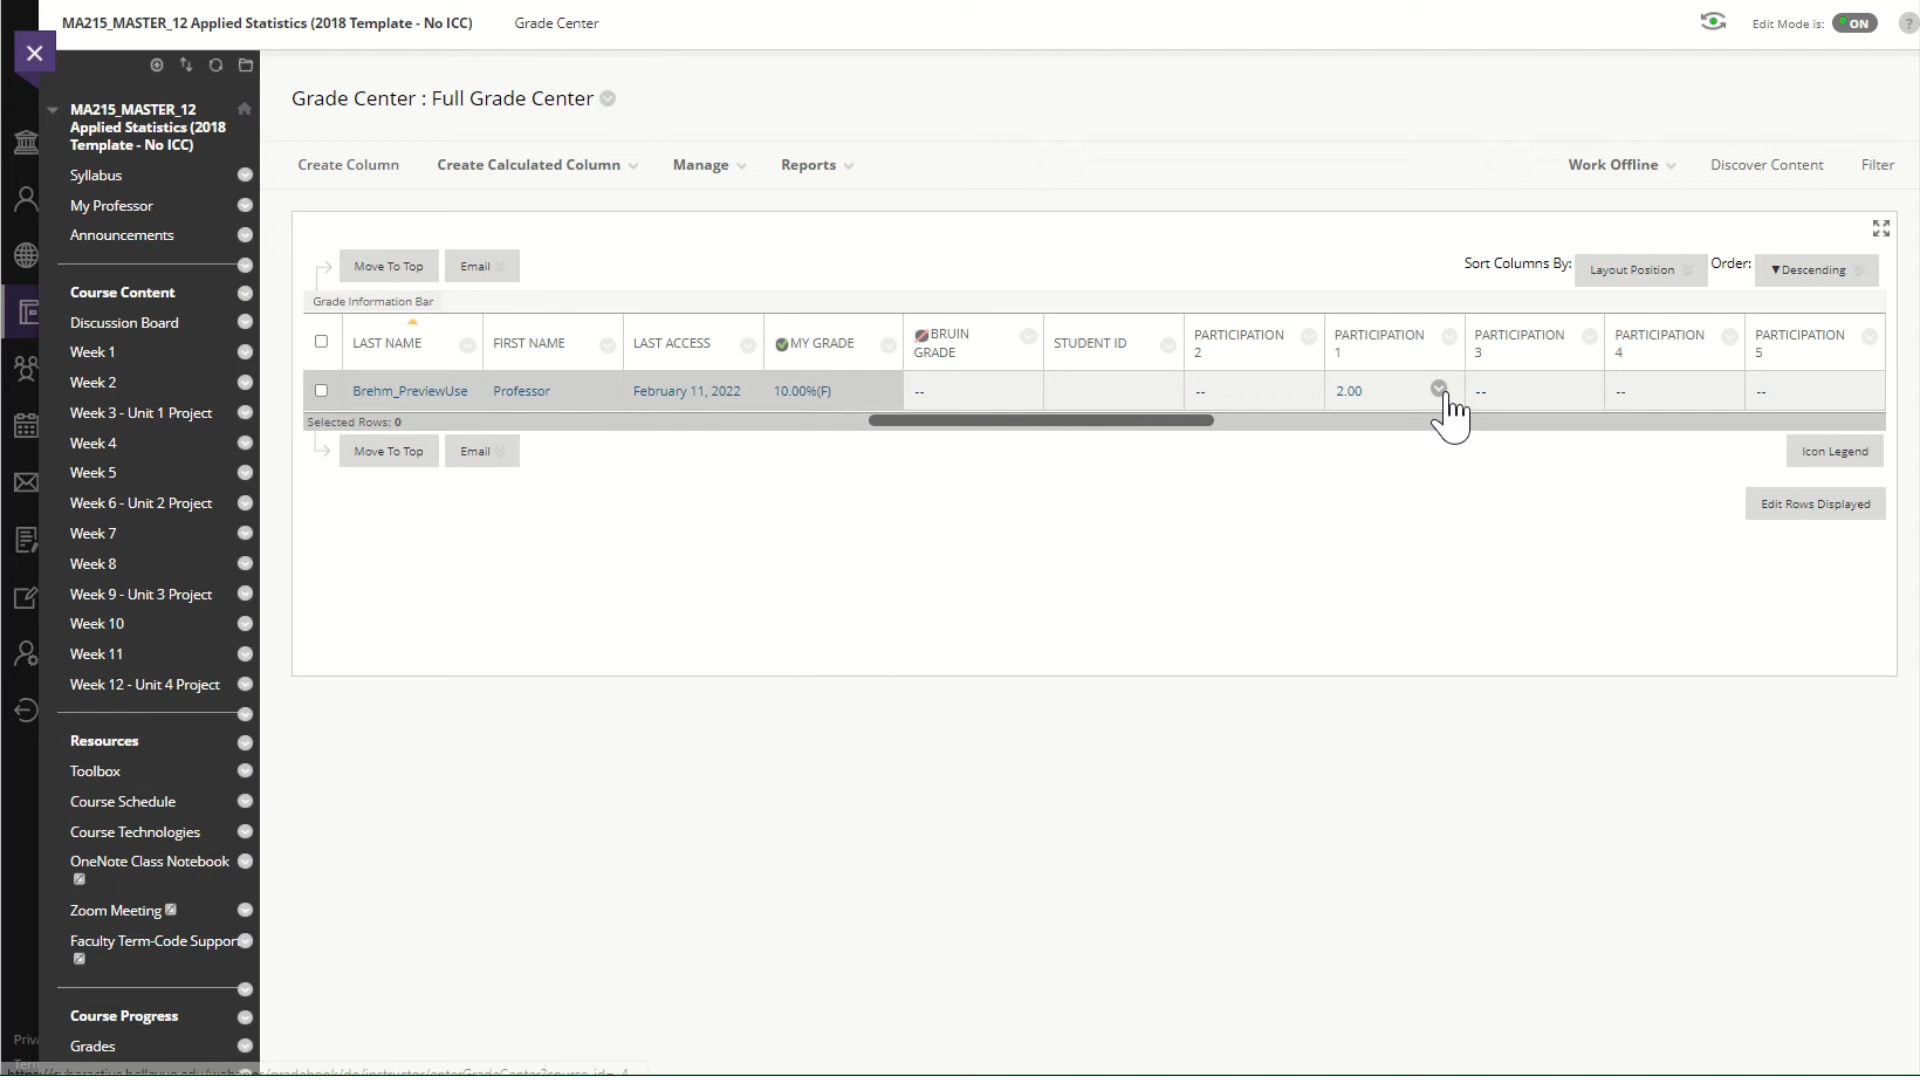 MA215_MASTER_12 Applied Statistics (2018 Template - No ICC)
Grade Center
Edit Mode is:
ON
?
MA215_MASTER_12
Applied Statistics (2018
Template - No ICC)
Syllabus
My Professor
Announcements
Course Content
Discussion Board
Week 1
Week 2
Week 3 - Unit 1 Project
Week 4
Week 5
Week 6 - Unit 2 Project
Week 7
Week 8
Week 9 - Unit 3 Project
Week 10
Week 11
Week 12 - Unit 4 Project
Resources
Toolbox
Course Schedule
Course Technologies
OneNote Class Notebook
Zoom Meeting
Faculty Term-Code Suppor
Course Progress
Grades
Priv
Grade Center : Full Grade Center
Create Column
Create Calculated Column
Manage
Reports
Work Offline
Discover Content
Filter
Move To Top
Email
Sort Columns By:
Layout Position
Order:
▼Descending
Grade Information Bar
LAST NAME
FIRST NAME
LAST ACCESS
MY GRADE
BRUIN
GRADE
STUDENT ID
PARTICIPATION
2
PARTICIPATION
1
PARTICIPATION
3
PARTICIPATION
4
PARTICIPATION
5
Brehm_PreviewUse
Professor
February 11, 2022
10.00%(F)
--
--
2.00
--
--
--
Selected Rows: 0
Move To Top
Email
Icon Legend
Edit Rows Displayed